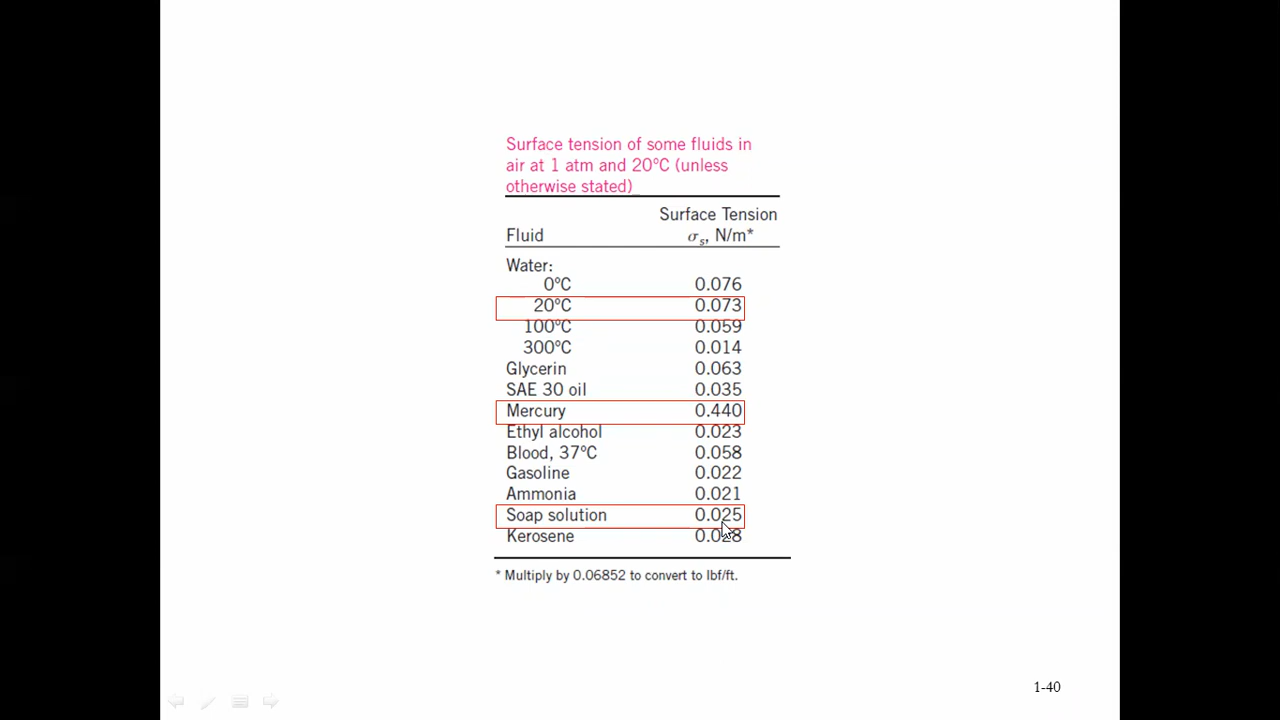 Surface tension of some fluids in
air at 1 atm and 20°C (unless
otherwise stated)
Surface Tension
Fluid σs, N/m*
Water:
0°C 0.076
20°C 0.073
100°C 0.059
300°C 0.014
Glycerin 0.063
SAE 30 oil 0.035
Mercury 0.440
Ethyl alcohol 0.023
Blood, 37°C 0.058
Gasoline 0.022
Ammonia 0.021
Soap solution 0.025
Kerosene 0.028
* Multiply by 0.06852 to convert to lbf/ft.
1-40